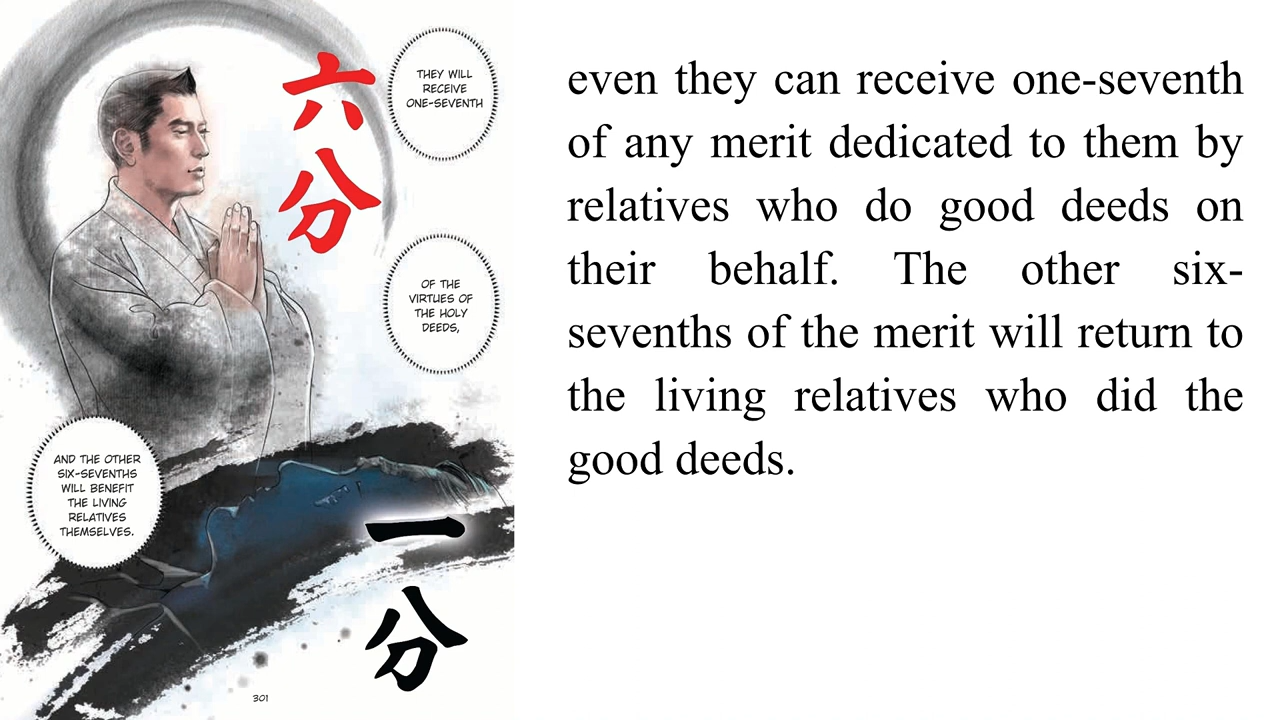 六
分
THEY WILL
RECEIVE
ONE-SEVENTH
OF THE
VIRTUES OF
THE HOLY
DEEDS,
AND THE OTHER
SIX-SEVENTHS
WILL BENEFIT
THE LIVING
RELATIVES
THEMSELVES.
一
分
301
even they can receive one-seventh
of any merit dedicated to them by
relatives who do good deeds on
their behalf. The other six-
sevenths of the merit will return to
the living relatives who did the
good deeds.